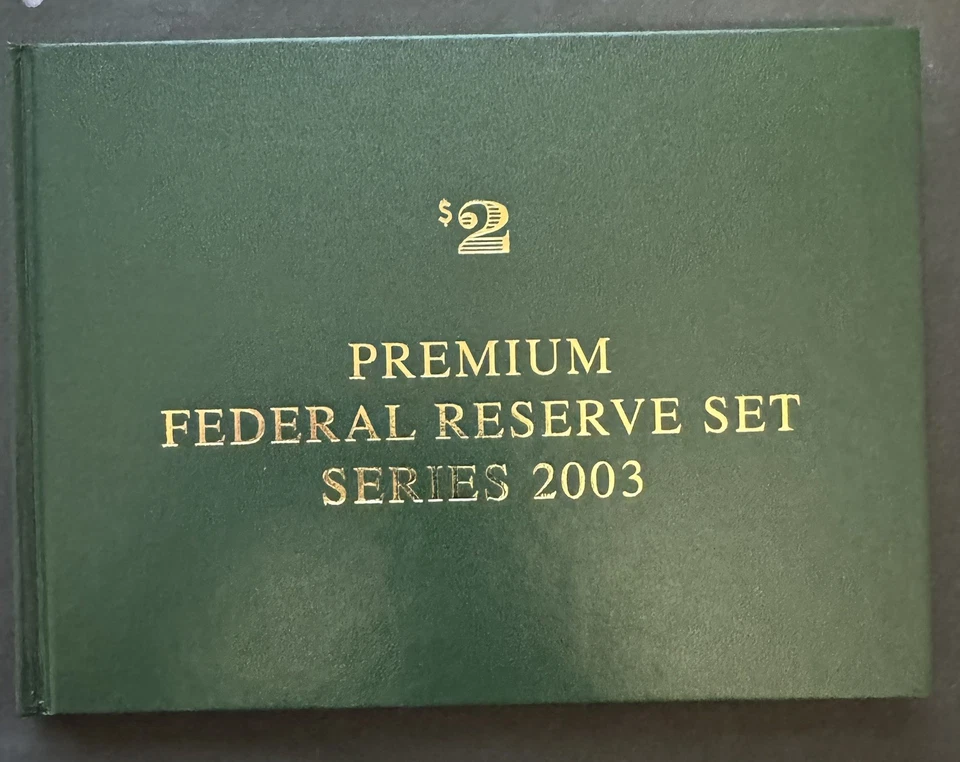 $2
PREMIUM
FEDERAL RESERVE SET
SERIES 2003